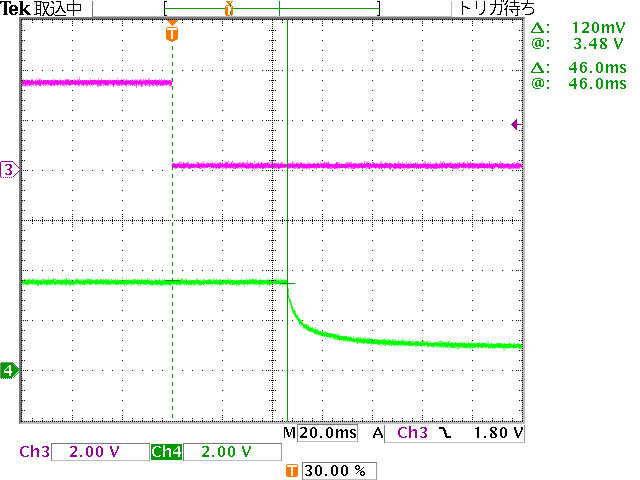 Tek 取込中 トリガ待ち
T
T
Δ: 120mV
@: 3.48 V
Δ: 46.0ms
@: 46.0ms
3
4
M 20.0ms A Ch3 1.80 V
Ch3 2.00 V Ch4 2.00 V
T 30.00 %